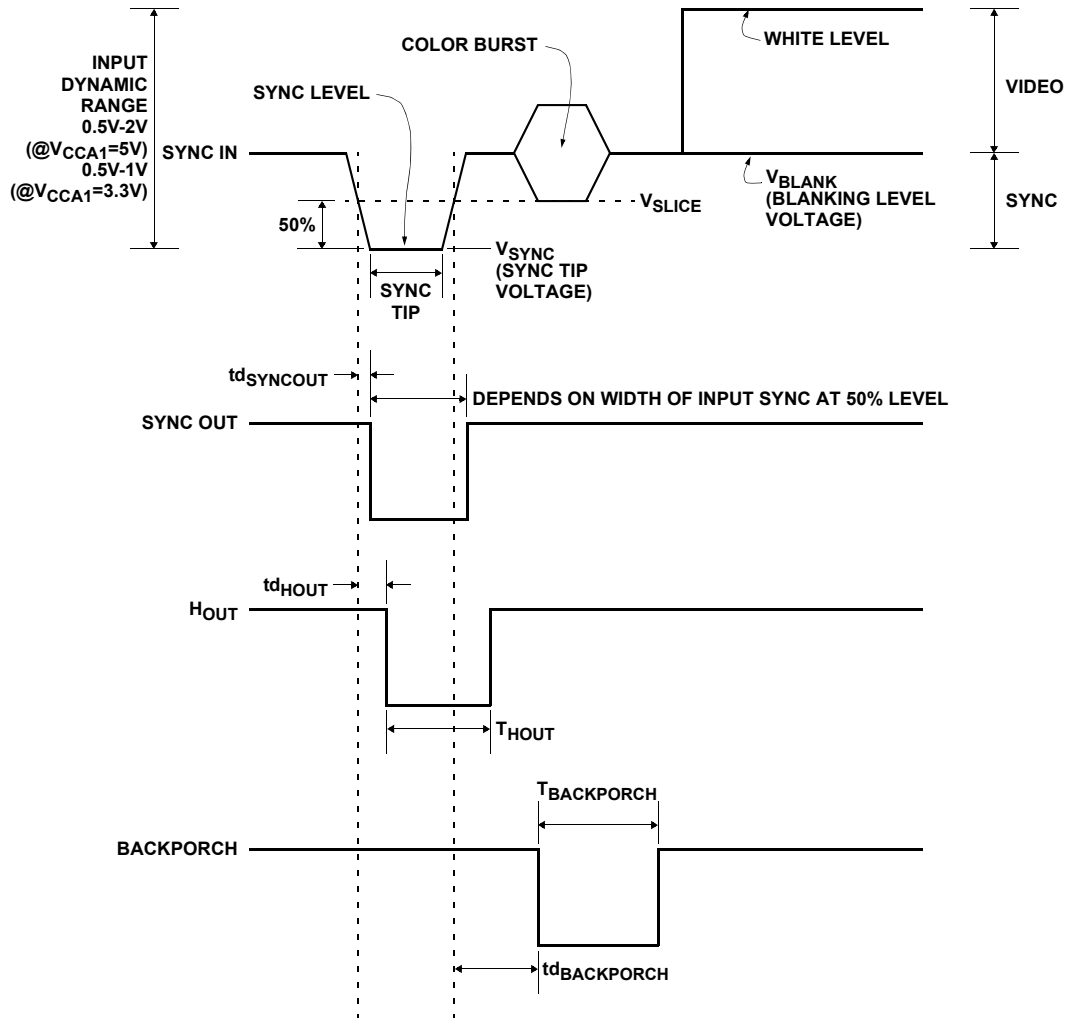 INPUT
DYNAMIC
RANGE
0.5V-2V
(@VCCA1=5V)
0.5V-1V
(@VCCA1=3.3V)
SYNC IN
SYNC LEVEL
COLOR BURST
WHITE LEVEL
VIDEO
VBLANK
(BLANKING LEVEL
VOLTAGE)
SYNC
VSLICE
50%
VSYNC
(SYNC TIP
VOLTAGE)
SYNC
TIP
tdSYNCOUT
DEPENDS ON WIDTH OF INPUT SYNC AT 50% LEVEL
SYNC OUT
tdHOUT
HOUT
THOUT
TBACKPORCH
BACKPORCH
tdBACKPORCH